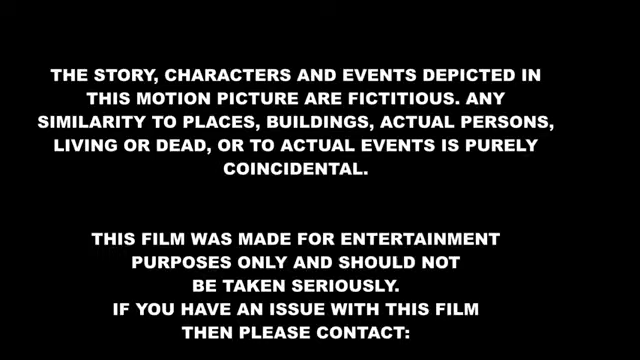 THE STORY, CHARACTERS AND EVENTS DEPICTED IN
THIS MOTION PICTURE ARE FICTITIOUS. ANY
SIMILARITY TO PLACES, BUILDINGS, ACTUAL PERSONS,
LIVING OR DEAD, OR TO ACTUAL EVENTS IS PURELY
COINCIDENTAL.
THIS FILM WAS MADE FOR ENTERTAINMENT
PURPOSES ONLY AND SHOULD NOT
BE TAKEN SERIOUSLY.
IF YOU HAVE AN ISSUE WITH THIS FILM
THEN PLEASE CONTACT: